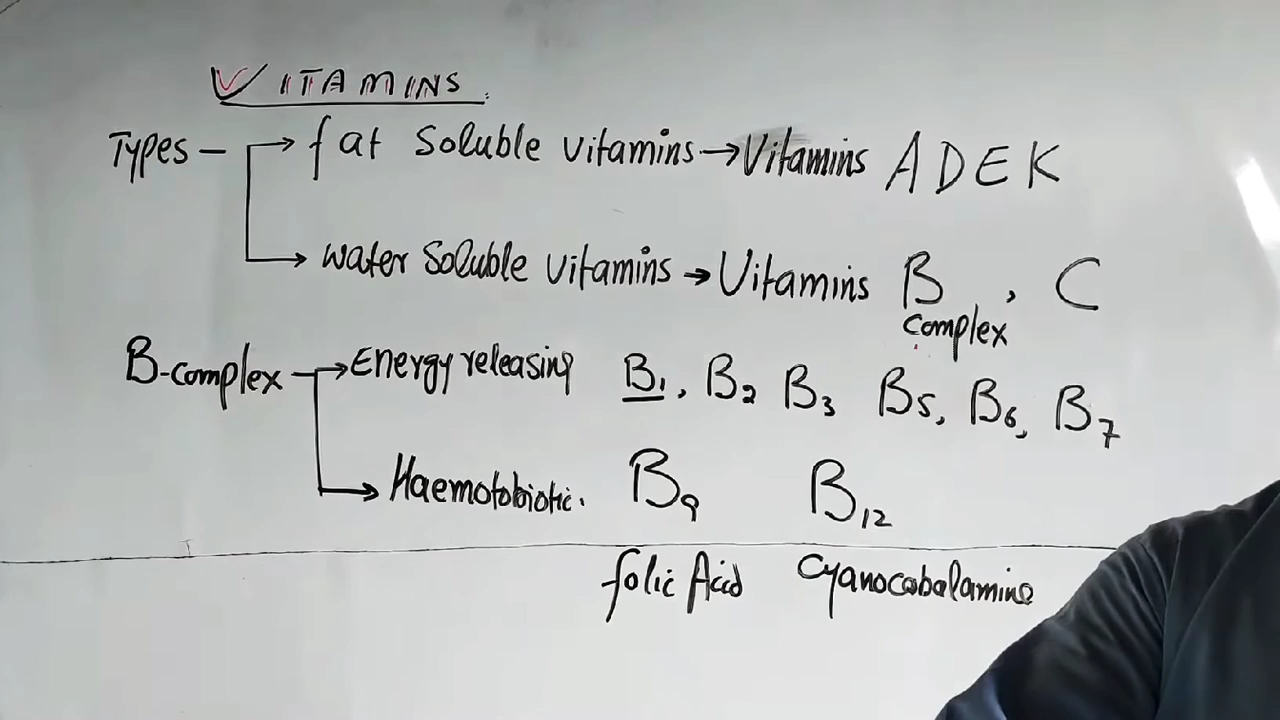 VITAMINS.
Types – → fat soluble vitamins → Vitamins A D E K
→ water soluble vitamins → Vitamins B complex, C
B-complex → Energy releasing B1, B2 B3 B5, B6, B7
→ Haemotobiotic. B9 B12
folic Acid Cyanocobalamine